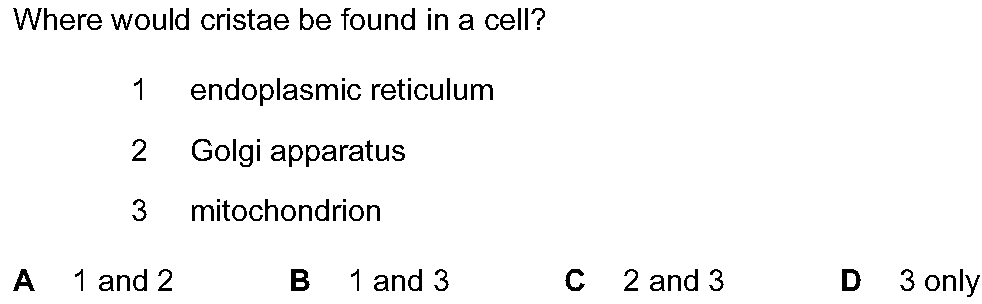 Where would cristae be found in a cell?
1 endoplasmic reticulum
2 Golgi apparatus
3 mitochondrion
A 1 and 2 B 1 and 3 C 2 and 3 D 3 only